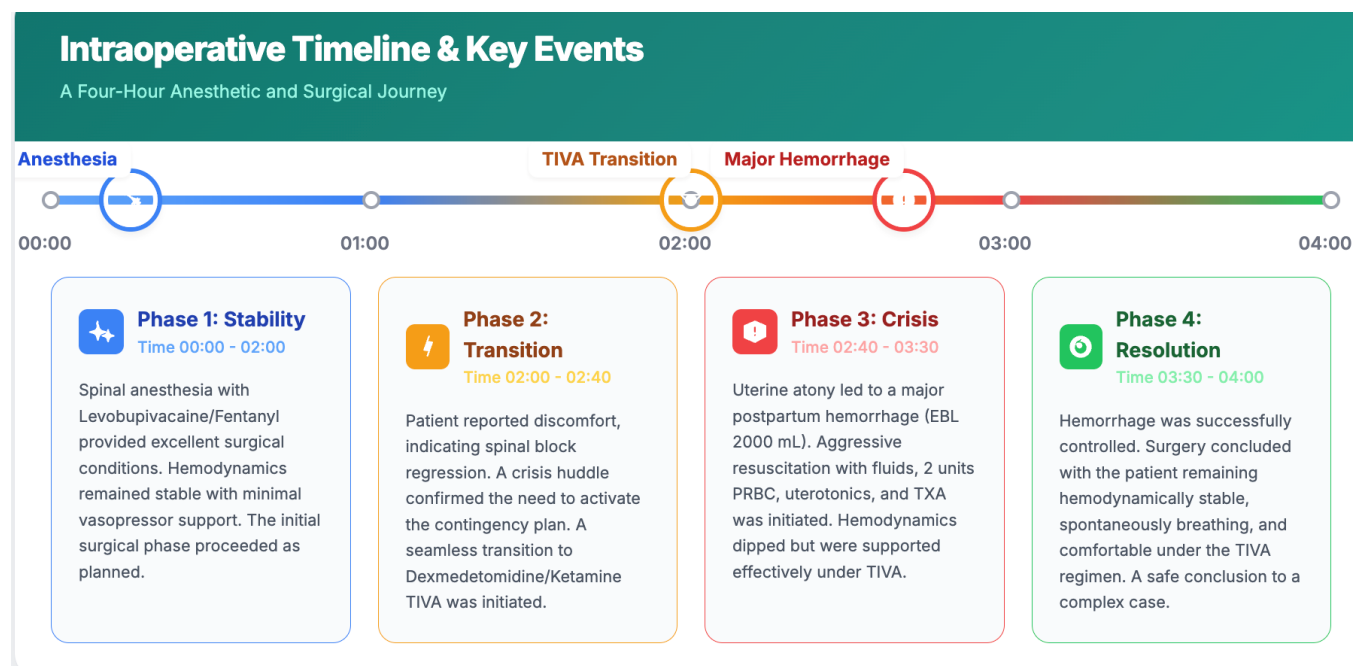 Intraoperative Timeline & Key Events
A Four-Hour Anesthetic and Surgical Journey
Anesthesia
TIVA Transition
Major Hemorrhage
00:00
01:00
02:00
03:00
04:00
Phase 1: Stability
Time 00:00 - 02:00
Spinal anesthesia with
Levobupivacaine/Fentanyl
provided excellent surgical
conditions. Hemodynamics
remained stable with minimal
vasopressor support. The initial
surgical phase proceeded as
planned.
Phase 2:
Transition
Time 02:00 - 02:40
Patient reported discomfort,
indicating spinal block
regression. A crisis huddle
confirmed the need to activate
the contingency plan. A
seamless transition to
Dexmedetomidine/Ketamine
TIVA was initiated.
Phase 3: Crisis
Time 02:40 - 03:30
Uterine atony led to a major
postpartum hemorrhage (EBL
2000 mL). Aggressive
resuscitation with fluids, 2 units
PRBC, uterotonics, and TXA
was initiated. Hemodynamics
dipped but were supported
effectively under TIVA.
Phase 4:
Resolution
Time 03:30 - 04:00
Hemorrhage was successfully
controlled. Surgery concluded
with the patient remaining
hemodynamically stable,
spontaneously breathing, and
comfortable under the TIVA
regimen. A safe conclusion to a
complex case.